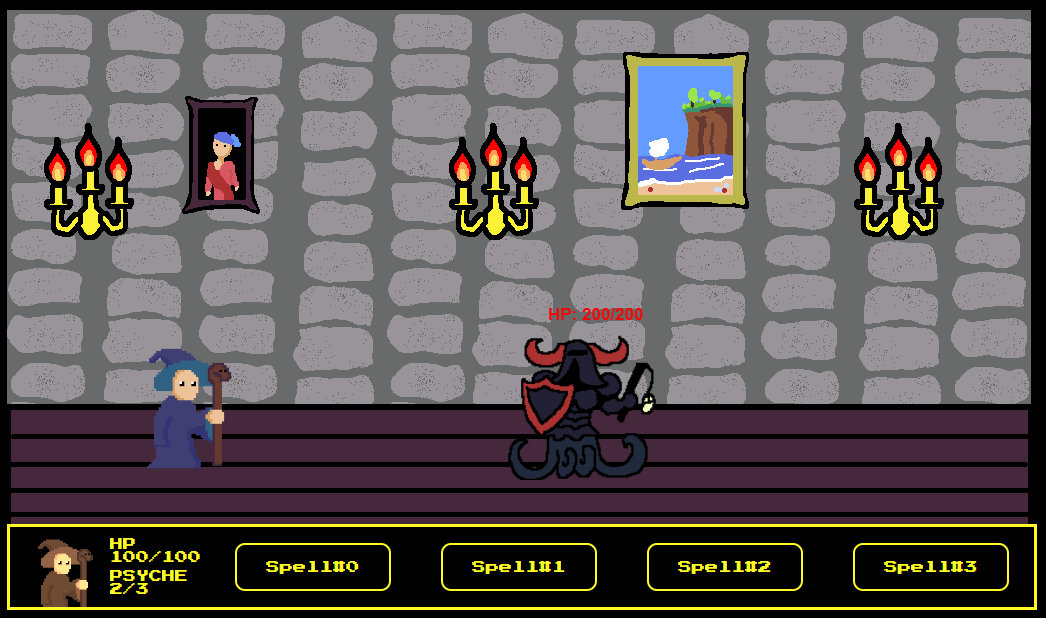 HP: 200/200
HP
100/100
PSYCHE
2/3
Spell#0
Spell#1
Spell#2
Spell#3